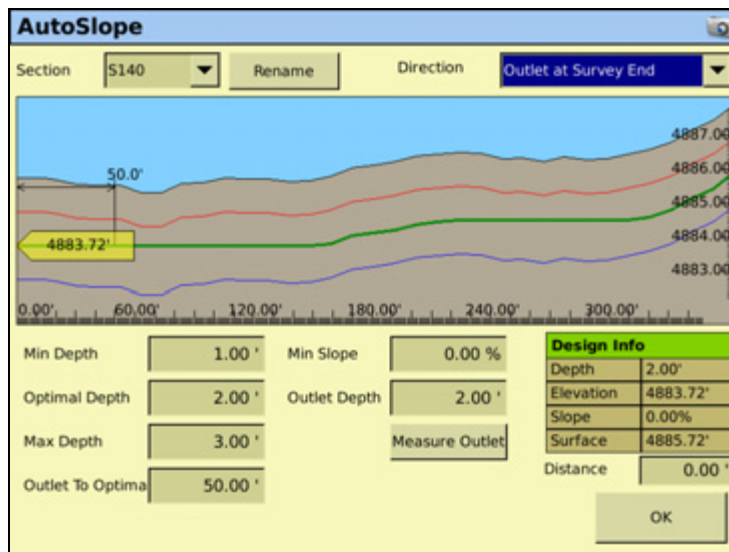 AutoSlope
Section S140 Rename Direction Outlet at Survey End
4887.00
50.0' 4886.00
4885.00
4883.72' 4884.00
4883.00
0.00' 60.00' 120.00' 180.00' 240.00' 300.00'
Min Depth 1.00 ' Min Slope 0.00 % Design Info
Depth 2.00'
Optimal Depth 2.00 ' Outlet Depth 2.00 ' Elevation 4883.72'
Slope 0.00%
Max Depth 3.00 ' Measure Outlet Surface 4885.72'
Outlet To Optima 50.00 ' Distance 0.00 '
OK